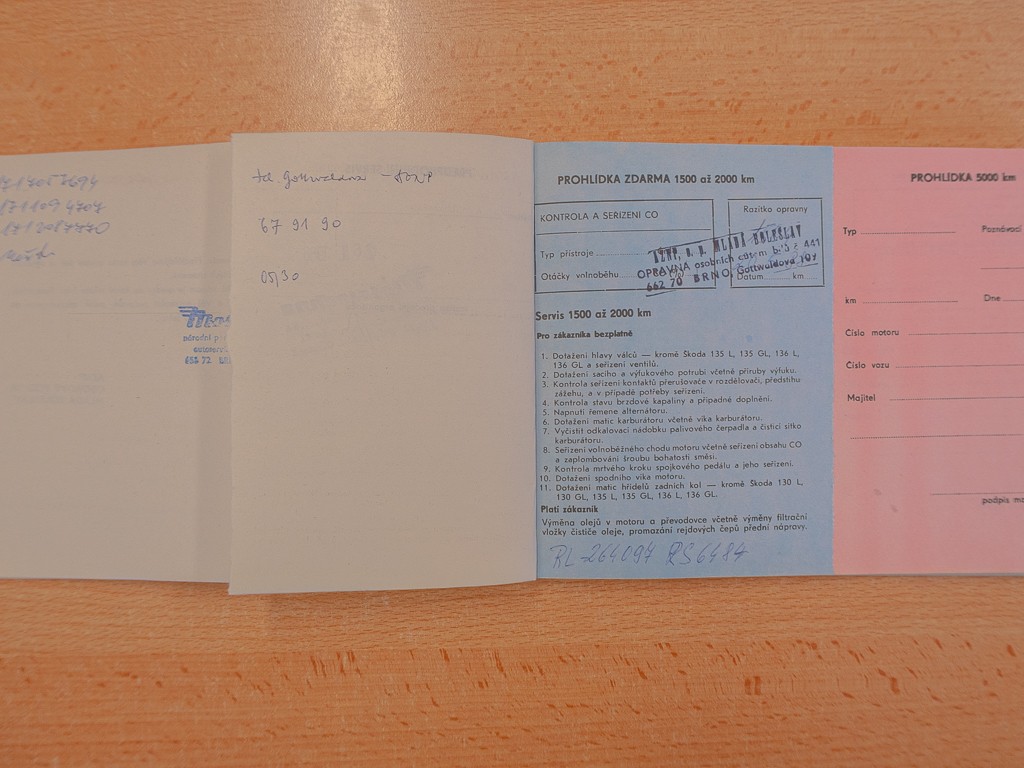 67 91 90
05,30
PROHLÍDKA ZDARMA 1500 až 2000 km
KONTROLA A SEŘÍZENÍ CO
Typ přístroje
Otáčky volnoběhu
Razítko opravny
TŽNP, n. p. MLADÁ BOLESLAV
OPRAVNA osobních
662 70 BRNO, Gottwaldova
Datum km
Servis 1500 až 2000 km
Pro zákazníka bezplatně
1. Dotažení hlavy válců — kromě Škoda 135 L, 135 GL, 136 L,
136 GL a seřízení ventilů.
2. Dotažení sacího a výfukového potrubí včetně příruby výfuku.
3. Kontrola seřízení kontaktů přerušovače v rozdělovači, předstihu
zážehu, a v případě potřeby seřízení.
4. Kontrola stavu brzdové kapaliny a případné doplnění.
5. Napnutí řemene alternátoru.
6. Dotažení matic karburátoru včetně víka karburátoru.
7. Vyčistit odkalovací nádobku palivového čerpadla a čisticí sítko
karburátoru.
8. Seřízení volnoběžného chodu motoru včetně seřízení obsahu CO
a zaplombování šroubu bohatosti směsi.
9. Kontrola mrtvého kroku spojkového pedálu a jeho seřízení.
10. Dotažení spodního víka motoru.
11. Dotažení matic hřídelů zadních kol — kromě Škoda 130 L,
130 GL, 135 L, 135 GL, 136 L, 136 GL.
Platí zákazník
Výměna olejů v motoru a převodovce včetně výměny filtrační
vložky čističe oleje, promazání rejdových čepů přední nápravy.
RL 264097 RS6484
PROHLÍDKA 5000 km
Typ
Poznávací
km Dne
Číslo motoru
Číslo vozu
Majitel
podpis